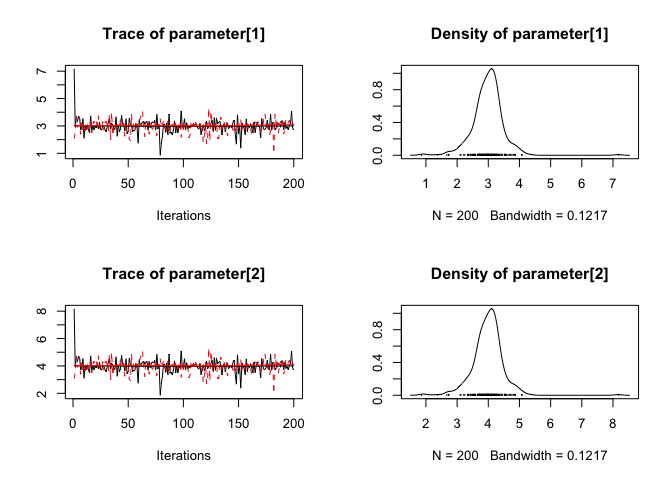 Trace of parameter[1]
7
5
3
1
0 50 100 150 200
Iterations
Density of parameter[1]
0.8
0.4
0.0
1 2 3 4 5 6 7
N = 200 Bandwidth = 0.1217
Trace of parameter[2]
8
6
4
2
0 50 100 150 200
Iterations
Density of parameter[2]
0.8
0.4
0.0
2 3 4 5 6 7 8
N = 200 Bandwidth = 0.1217